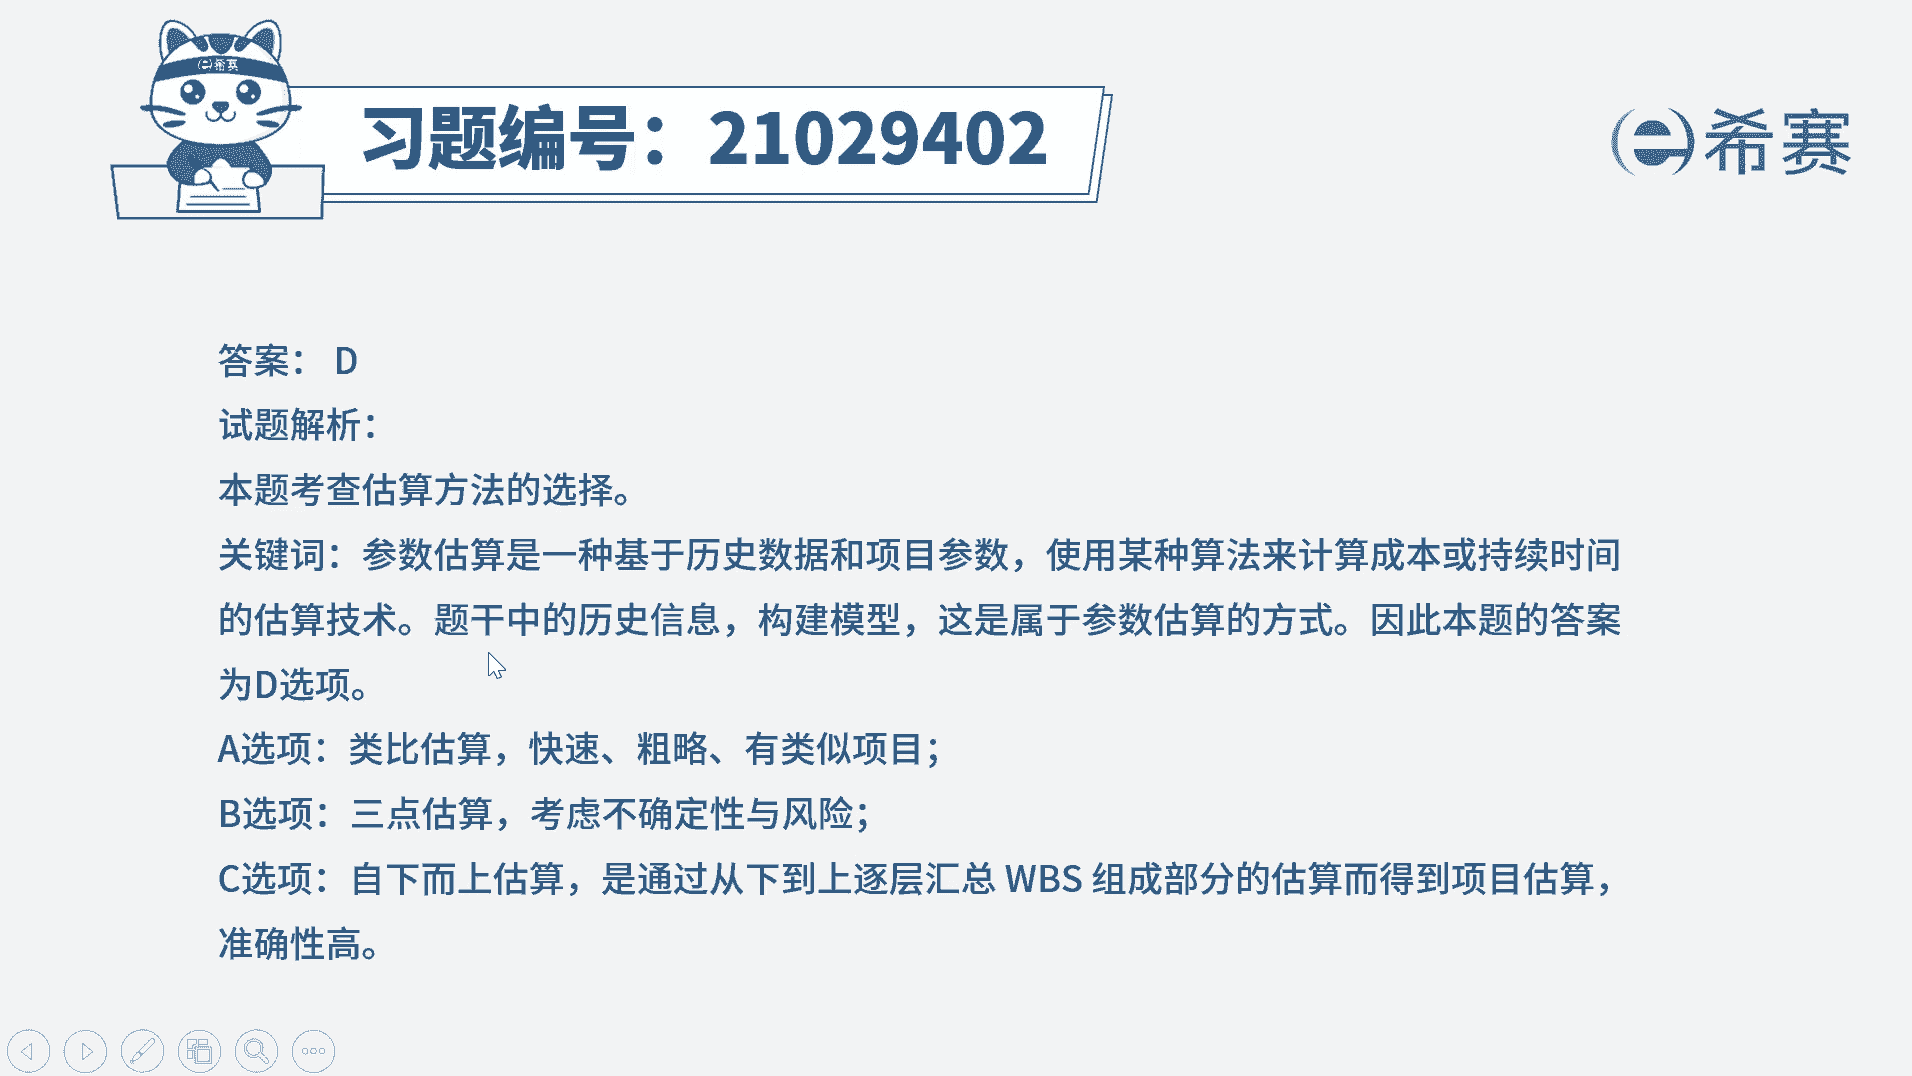 希赛
习题编号：21029402
希赛
答案： D
试题解析：
本题考查估算方法的选择。
关键词：参数估算是一种基于历史数据和项目参数，使用某种算法来计算成本或持续时间
的估算技术。题干中的历史信息，构建模型，这是属于参数估算的方式。因此本题的答案
为D选项。
A选项：类比估算，快速、粗略、有类似项目；
B选项：三点估算，考虑不确定性与风险；
C选项：自下而上估算，是通过从下到上逐层汇总 WBS 组成部分的估算而得到项目估算，
准确性高。